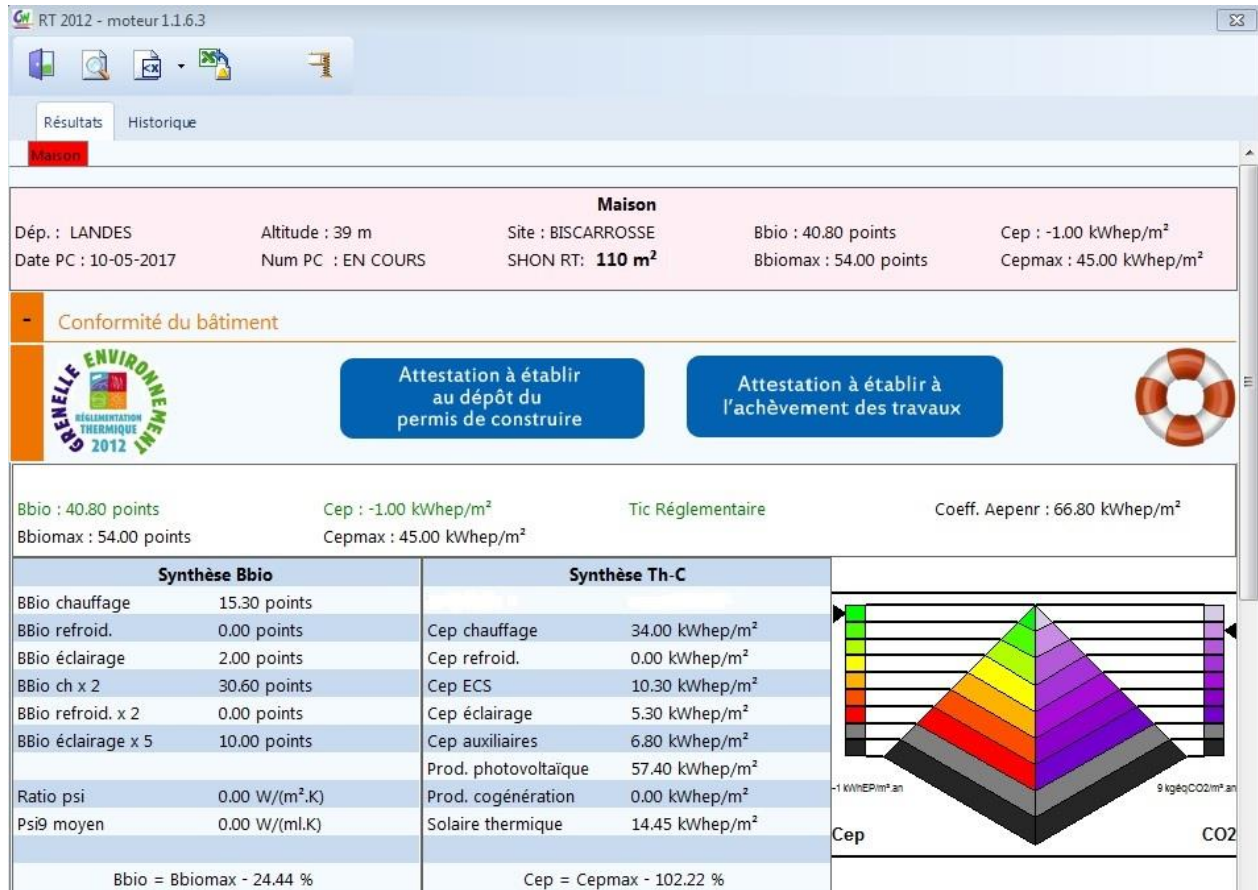 RT 2012 - moteur 1.1.6.3
Résultats Historique
Maison
Maison
Dép. : LANDES Altitude : 39 m Site : BISCARROSSE Bbio : 40.80 points Cep : -1.00 kWhep/m²
Date PC : 10-05-2017 Num PC : EN COURS SHON RT: 110 m² Bbiomax : 54.00 points Cepmax : 45.00 kWhep/m²
- Conformité du bâtiment
GRENELLE ENVIRONNEMENT
RÉGLEMENTATION
THERMIQUE
2012
Attestation à établir
au dépôt du
permis de construire
Attestation à établir à
l'achèvement des travaux
Bbio : 40.80 points Cep : -1.00 kWhep/m² Tic Réglementaire Coeff. Aepenr : 66.80 kWhep/m²
Bbiomax : 54.00 points Cepmax : 45.00 kWhep/m²
Synthèse Bbio Synthèse Th-C
BBio chauffage 15.30 points
BBio refroid. 0.00 points Cep chauffage 34.00 kWhep/m²
BBio éclairage 2.00 points Cep refroid. 0.00 kWhep/m²
BBio ch x 2 30.60 points Cep ECS 10.30 kWhep/m²
BBio refroid. x 2 0.00 points Cep éclairage 5.30 kWhep/m²
BBio éclairage x 5 10.00 points Cep auxiliaires 6.80 kWhep/m²
Prod. photovoltaïque 57.40 kWhep/m²
Ratio psi 0.00 W/(m².K) Prod. cogénération 0.00 kWhep/m²
Psi9 moyen 0.00 W/(ml.K) Solaire thermique 14.45 kWhep/m²
-1 kWhEP/m².an 9 kgéqCO2/m².an
Cep CO2
Bbio = Bbiomax - 24.44 % Cep = Cepmax - 102.22 %